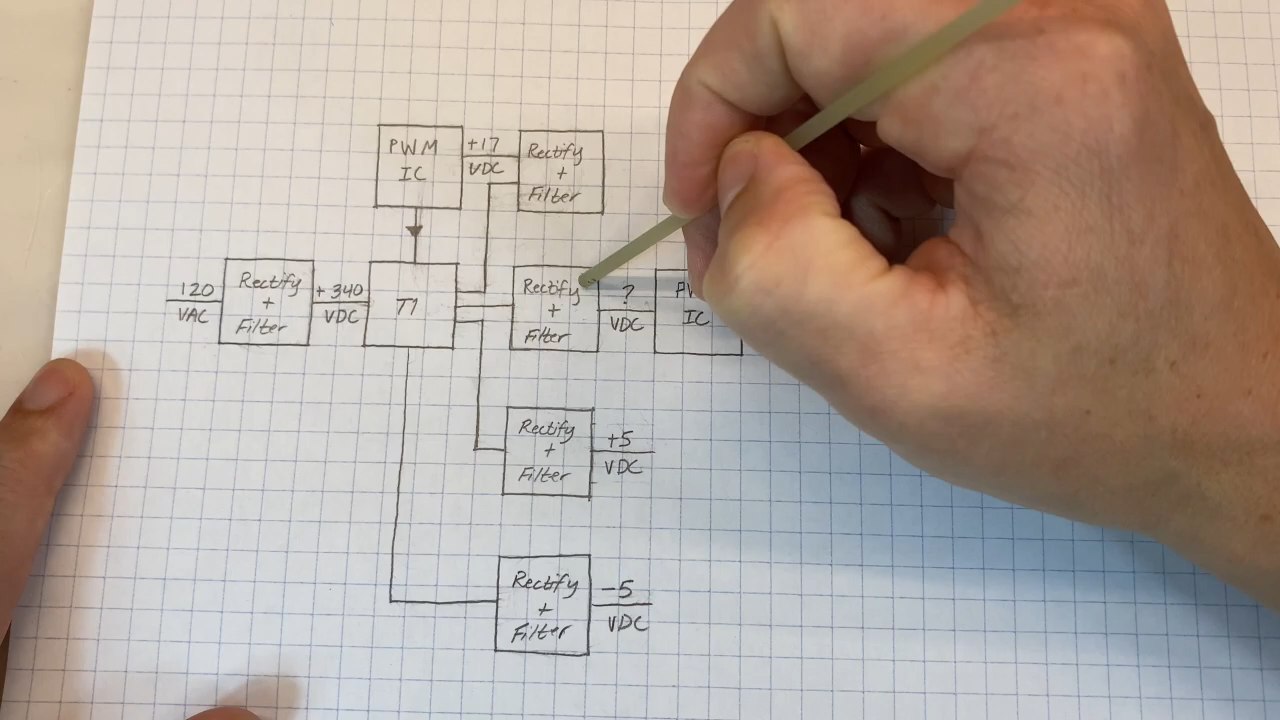 PWM
IC
+17
VDC
Rectify
+
Filter
120
VAC
Rectify
+
Filter
+340
VDC
T1
Rectify
+
Filter
?
VDC
IC
Rectify
+
Filter
+5
VDC
Rectify
+
Filter
-5
VDC